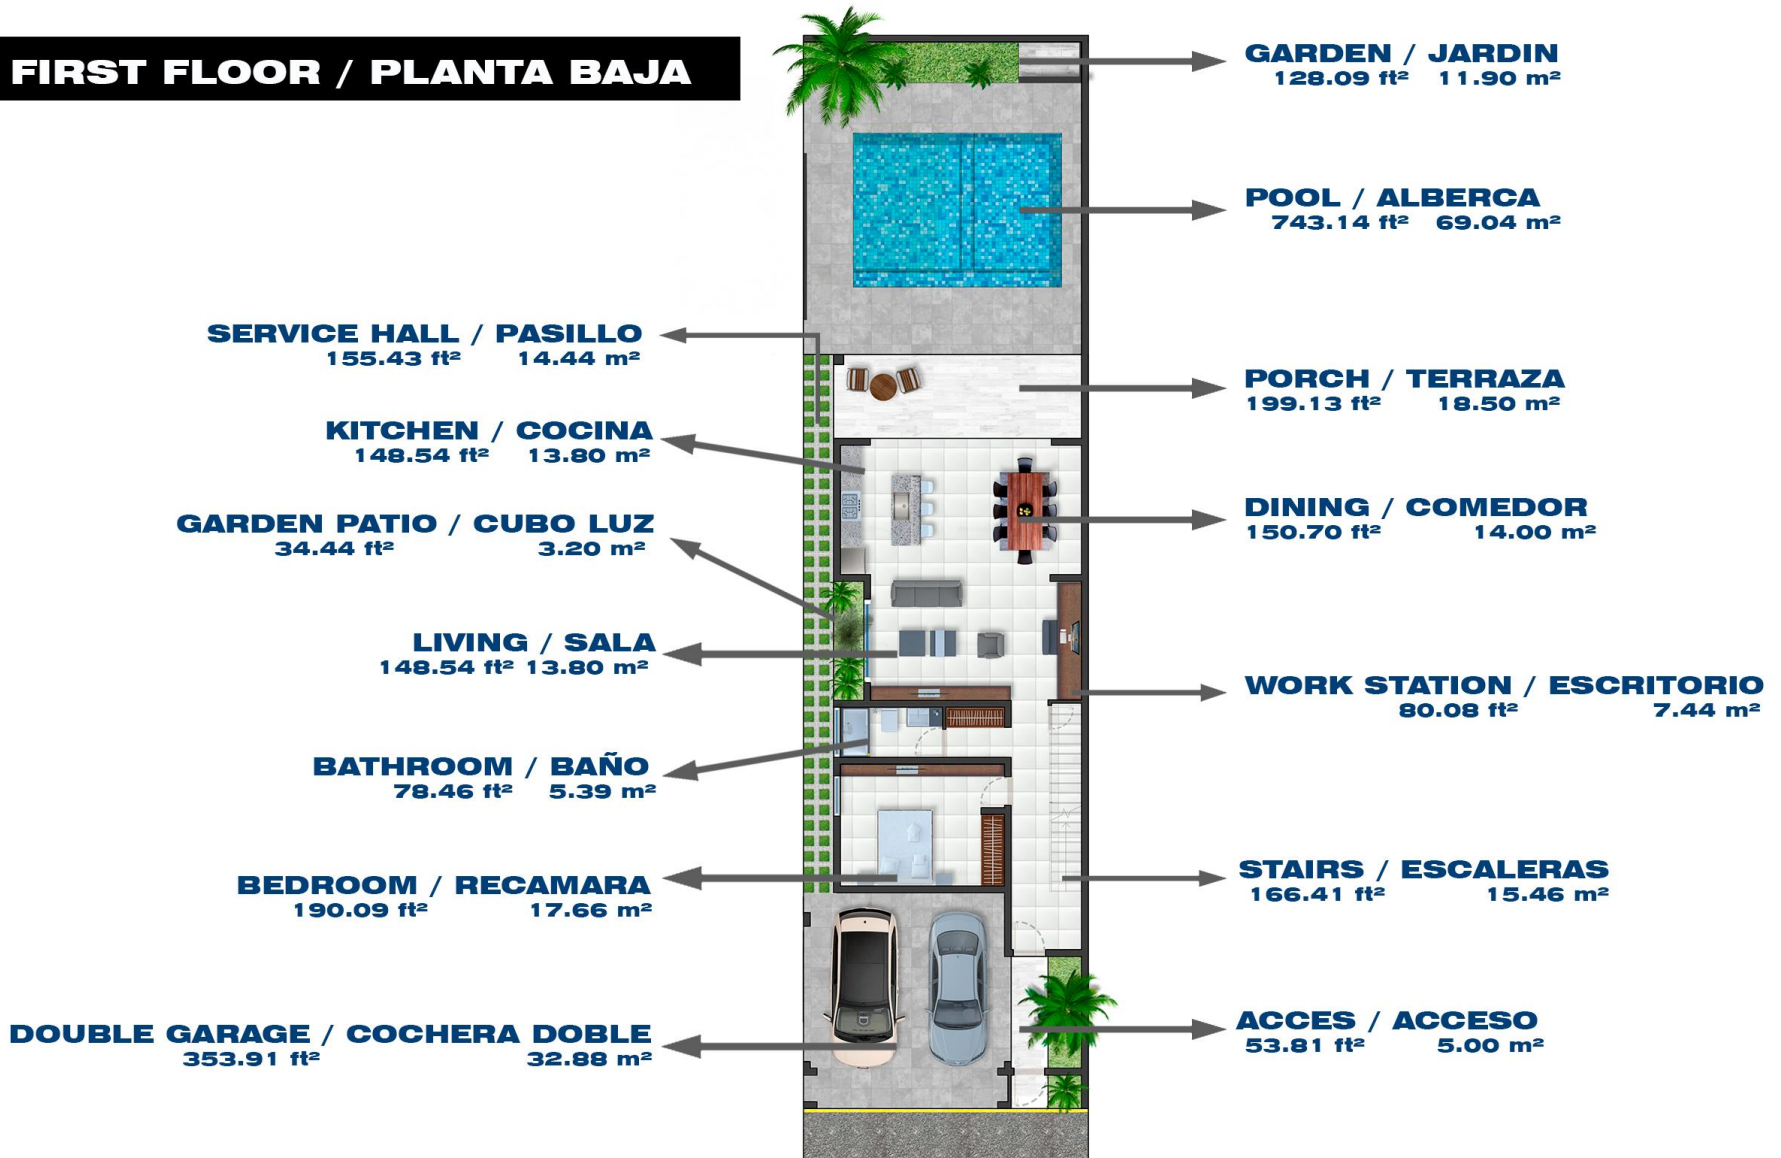 FIRST FLOOR / PLANTA BAJA
GARDEN / JARDIN
128.09 ft² 11.90 m²
POOL / ALBERCA
743.14 ft² 69.04 m²
SERVICE HALL / PASILLO
155.43 ft² 14.44 m²
PORCH / TERRAZA
199.13 ft² 18.50 m²
KITCHEN / COCINA
148.54 ft² 13.80 m²
GARDEN PATIO / CUBO LUZ
34.44 ft² 3.20 m²
DINING / COMEDOR
150.70 ft² 14.00 m²
LIVING / SALA
148.54 ft² 13.80 m²
WORK STATION / ESCRITORIO
80.08 ft² 7.44 m²
BATHROOM / BAÑO
78.46 ft² 5.39 m²
BEDROOM / RECAMARA
190.09 ft² 17.66 m²
STAIRS / ESCALERAS
166.41 ft² 15.46 m²
DOUBLE GARAGE / COCHERA DOBLE
353.91 ft² 32.88 m²
ACCES / ACCESO
53.81 ft² 5.00 m²